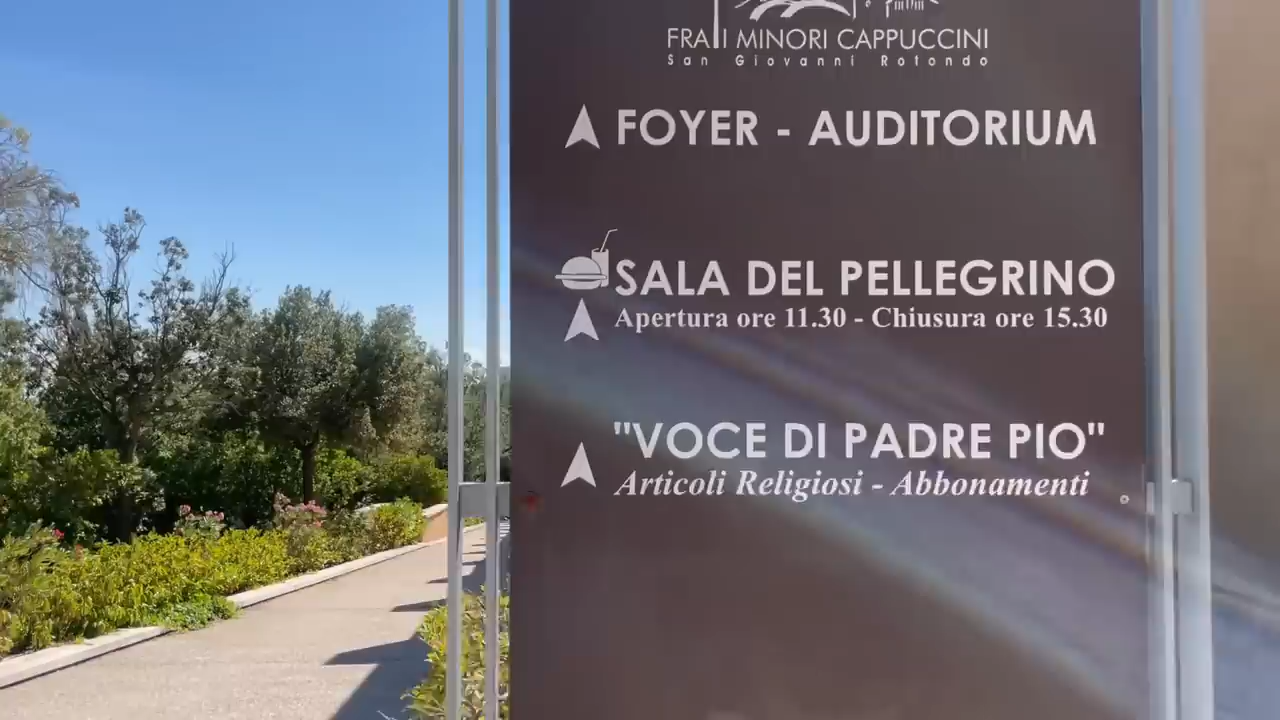 FRATI MINORI CAPPUCCINI
San Giovanni Rotondo
FOYER - AUDITORIUM
SALA DEL PELLEGRINO
Apertura ore 11.30 - Chiusura ore 15.30
"VOCE DI PADRE PIO"
Articoli Religiosi - Abbonamenti